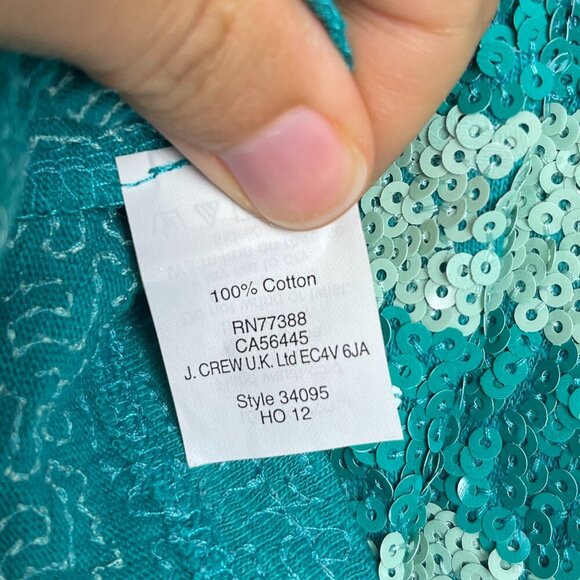 100% Cotton
RN77388
CA56445
J. CREW U.K. Ltd EC4V 6JA
Style 34095
HO 12